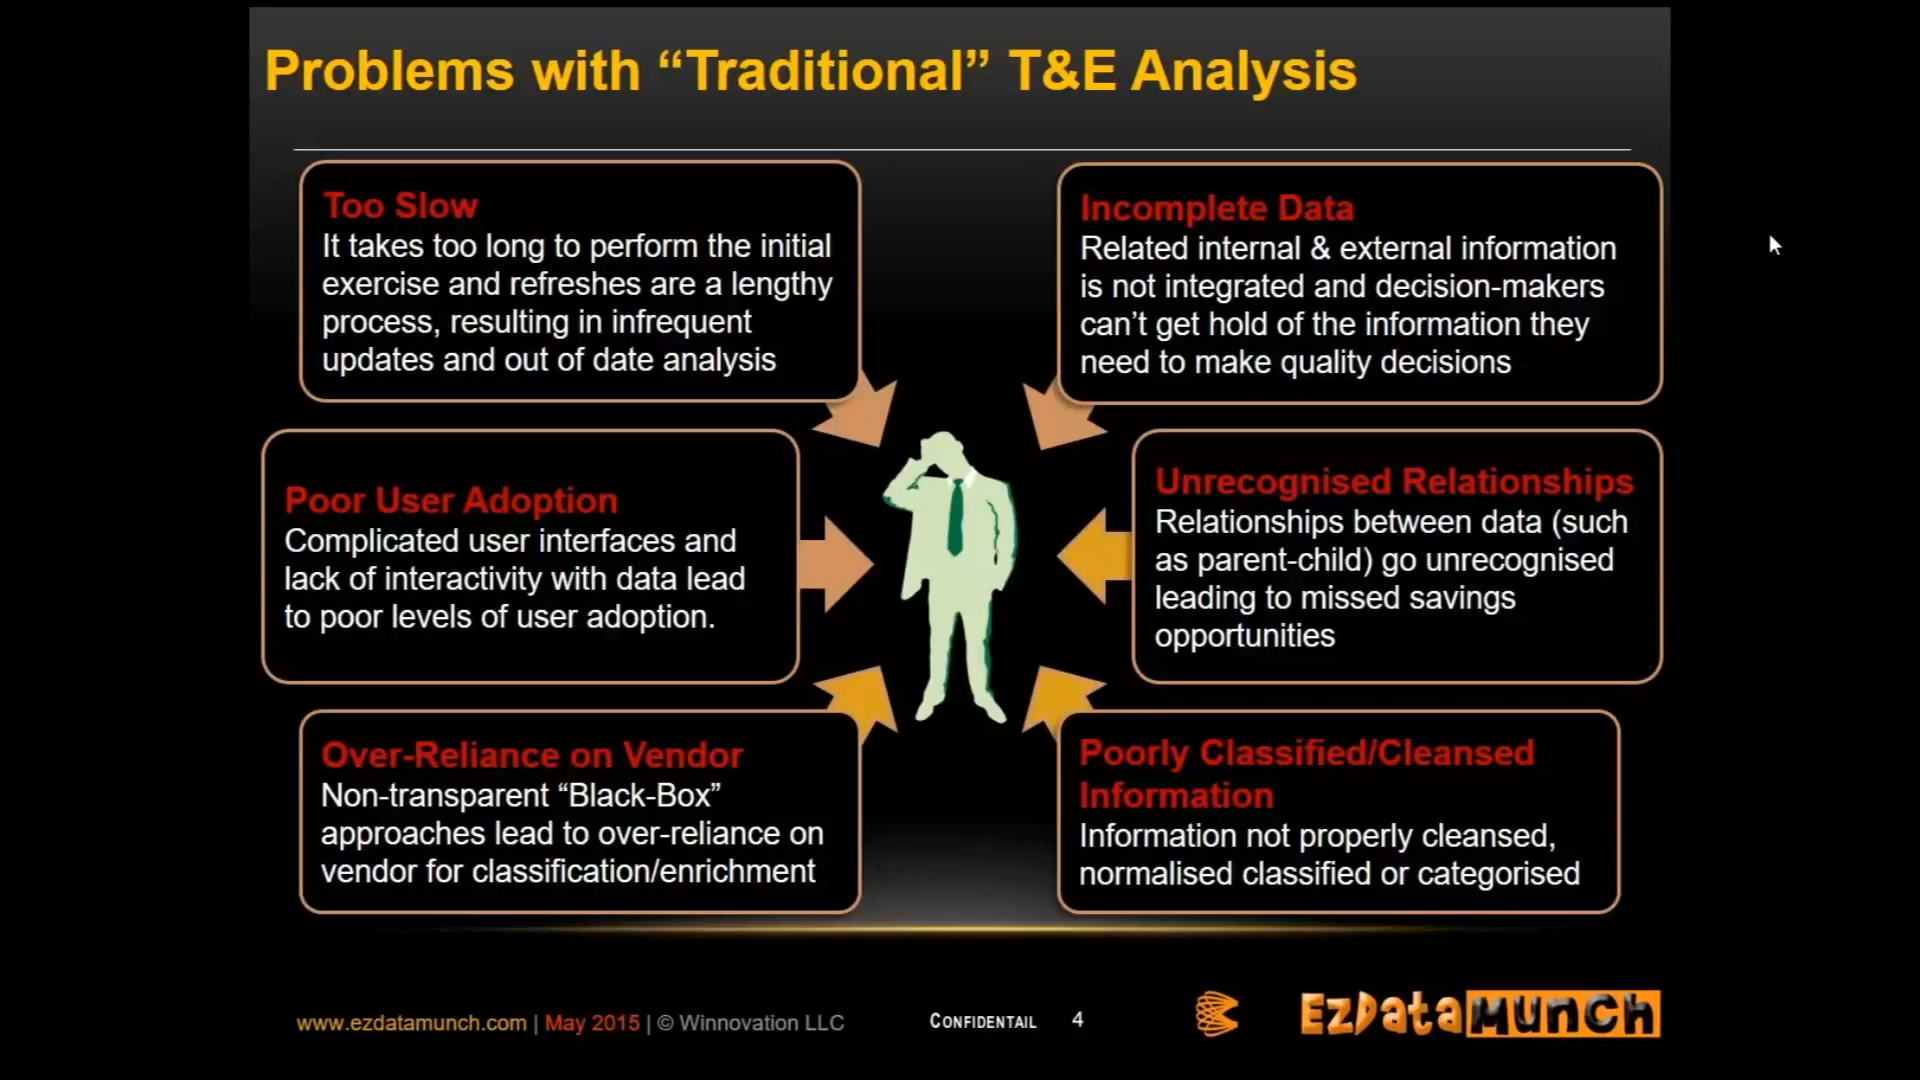 Problems with “Traditional” T&E Analysis
Too Slow
It takes too long to perform the initial
exercise and refreshes are a lengthy
process, resulting in infrequent
updates and out of date analysis
Incomplete Data
Related internal & external information
is not integrated and decision-makers
can’t get hold of the information they
need to make quality decisions
Poor User Adoption
Complicated user interfaces and
lack of interactivity with data lead
to poor levels of user adoption.
Unrecognised Relationships
Relationships between data (such
as parent-child) go unrecognised
leading to missed savings
opportunities
Over-Reliance on Vendor
Non-transparent “Black-Box”
approaches lead to over-reliance on
vendor for classification/enrichment
Poorly Classified/Cleansed
Information
Information not properly cleansed,
normalised classified or categorised
www.ezdatamunch.com | May 2015 | © Winnovation LLC
CONFIDENTAIL
4
EzDataMunch